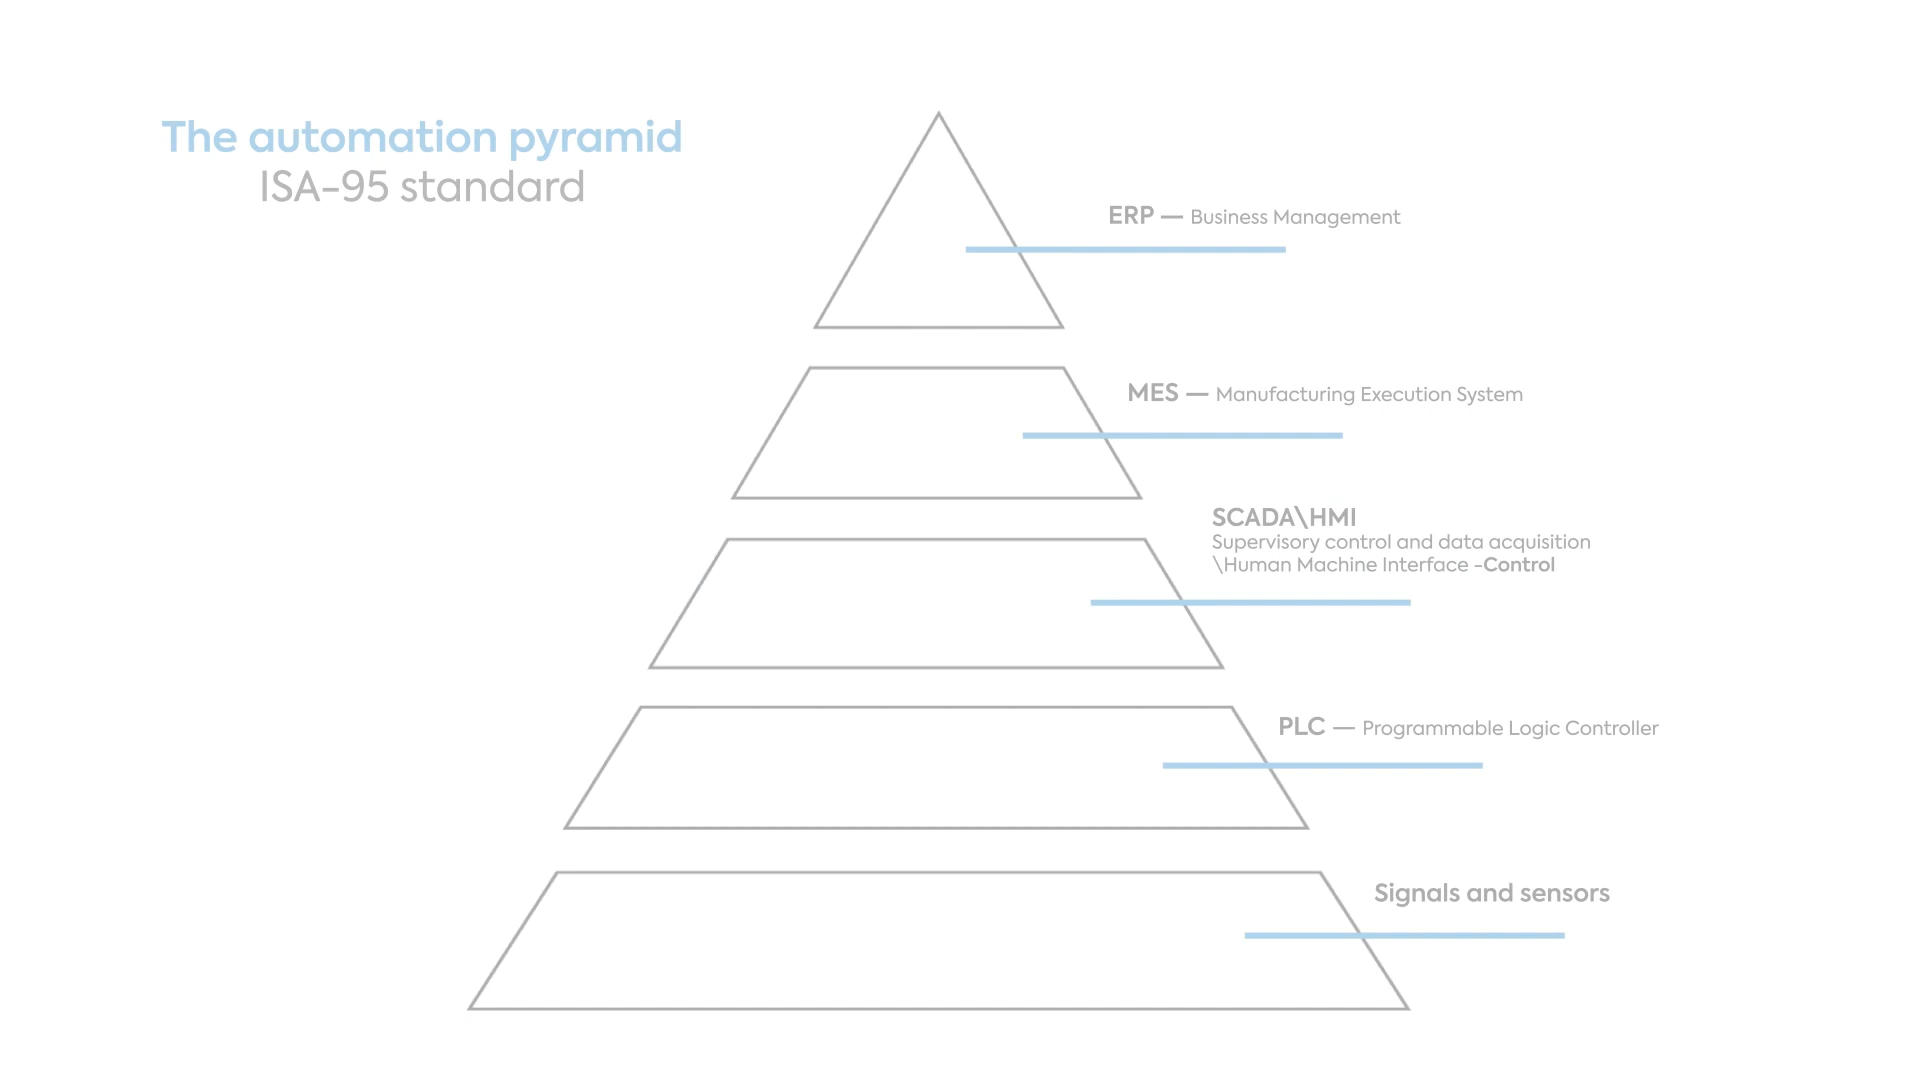 The automation pyramid
ISA-95 standard
ERP — Business Management
MES — Manufacturing Execution System
SCADA\HMI
Supervisory control and data acquisition
\Human Machine Interface -Control
PLC — Programmable Logic Controller
Signals and sensors